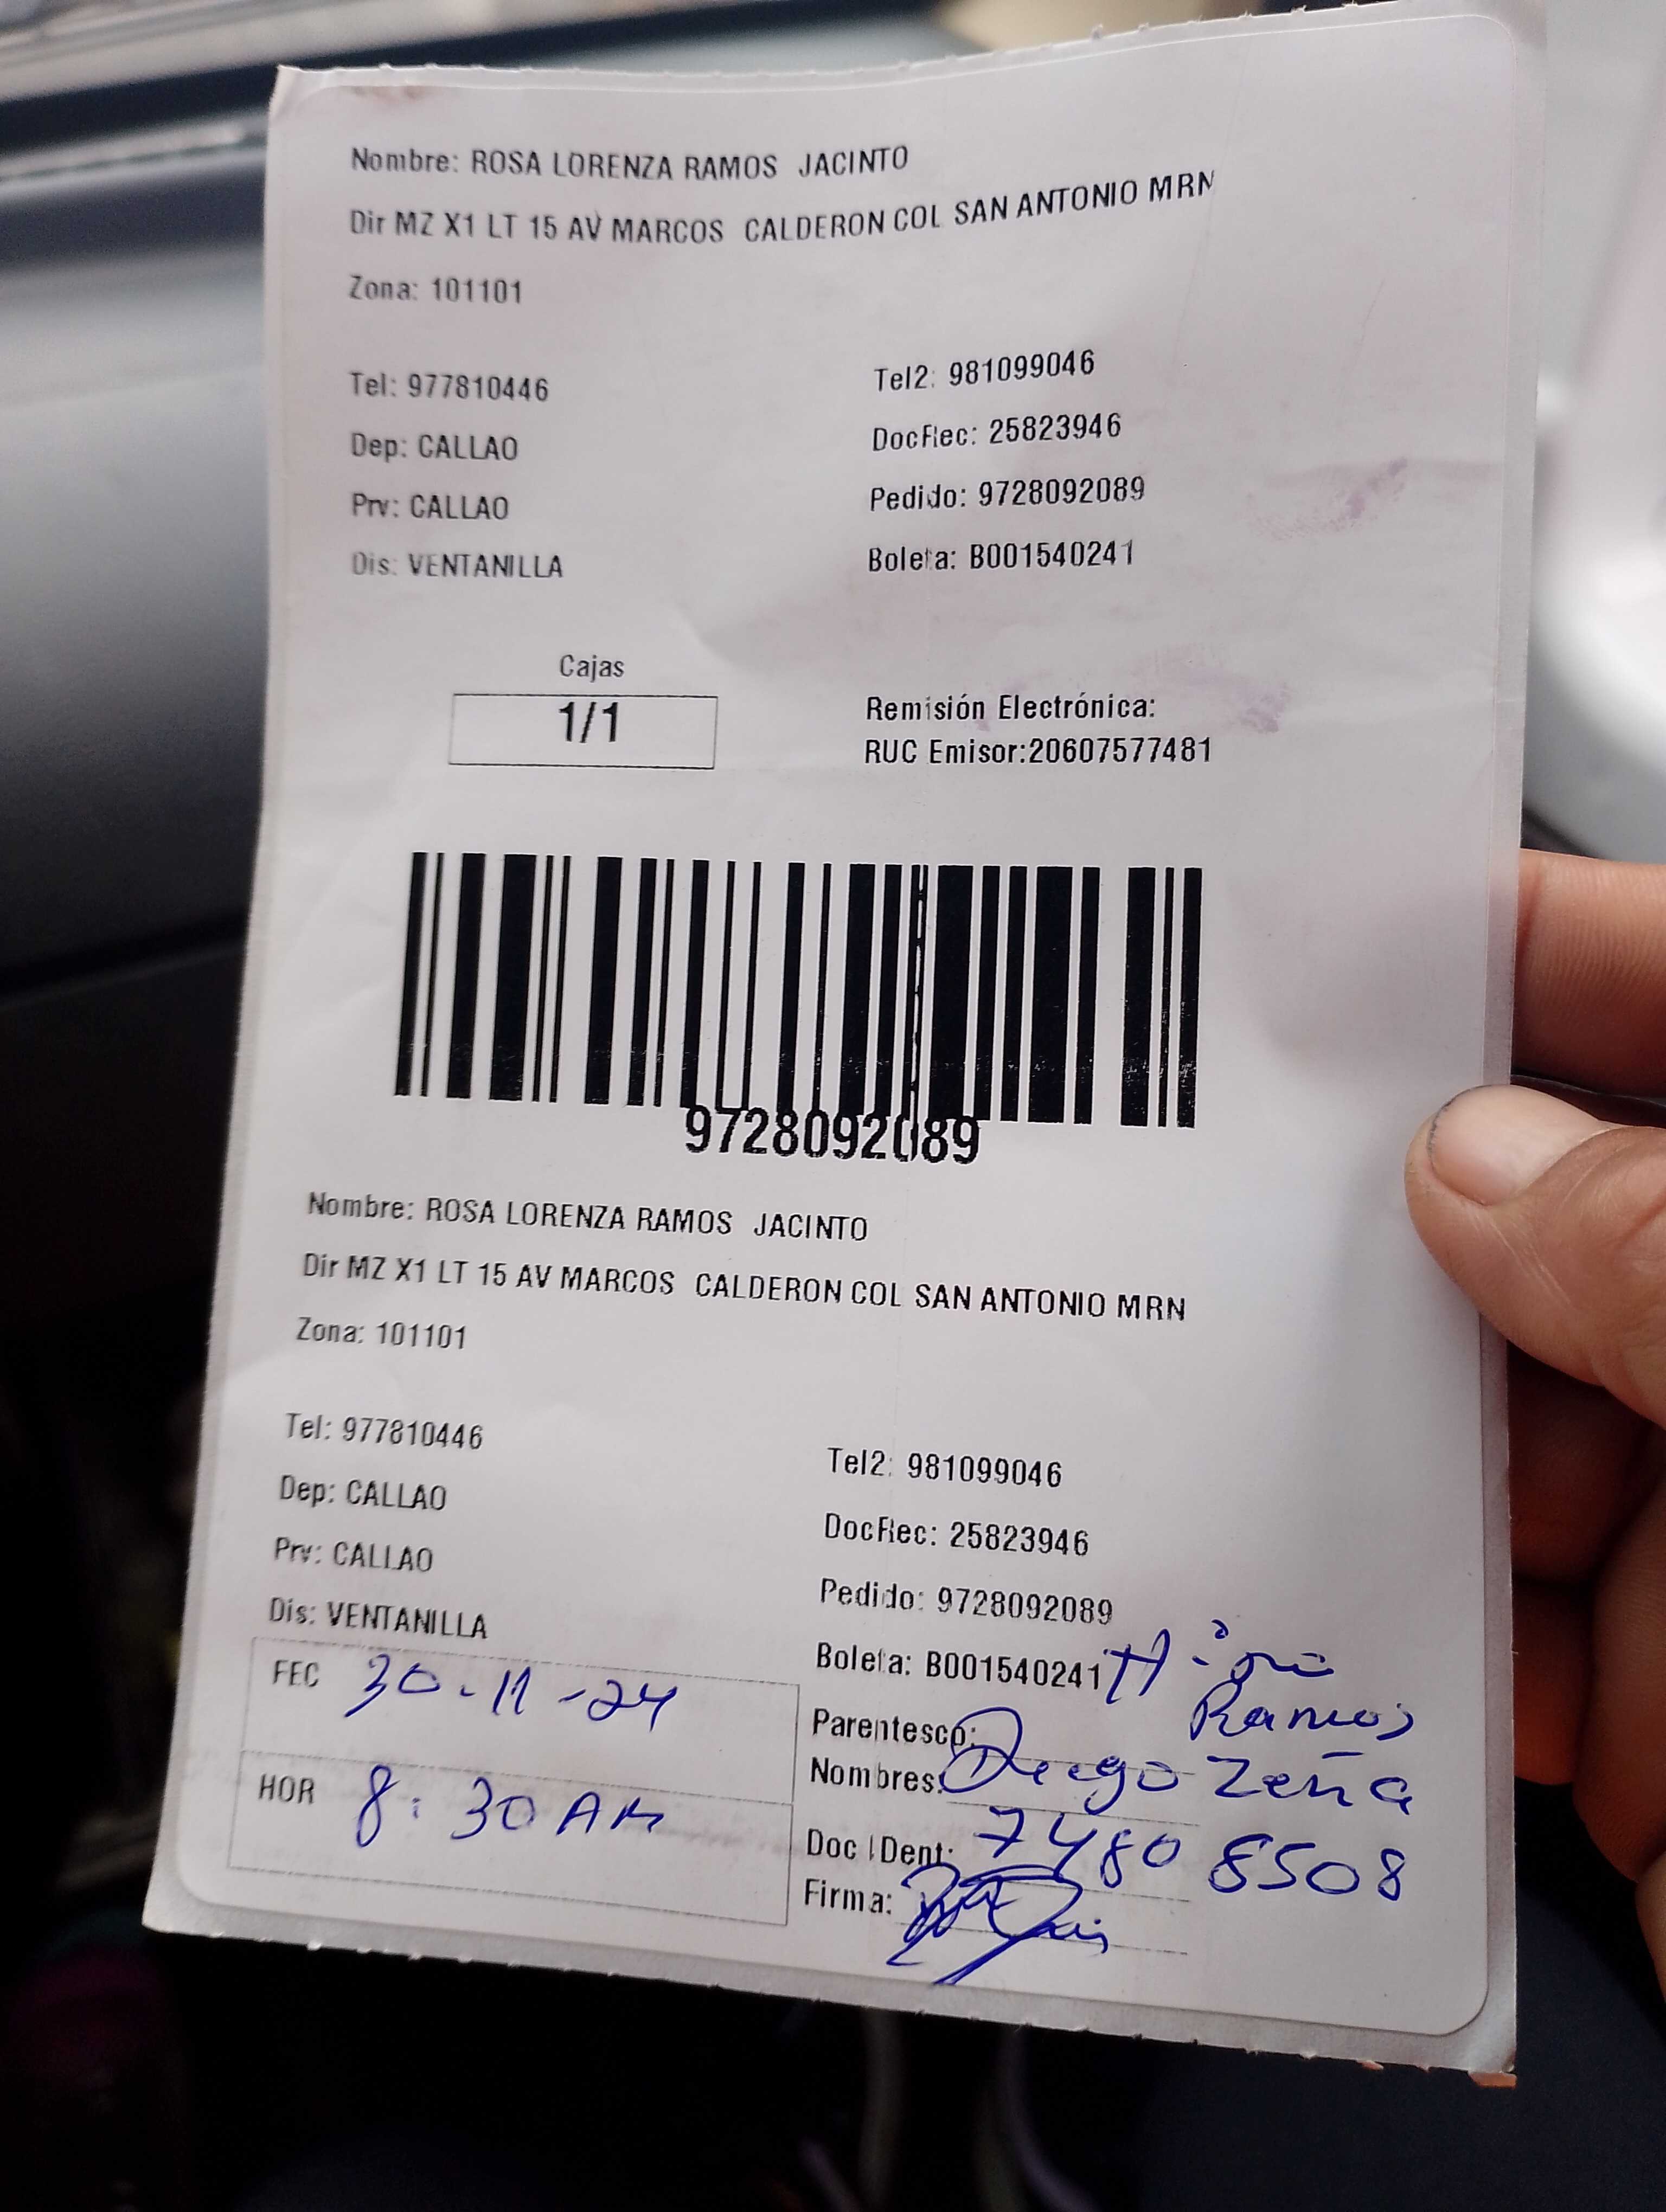 Nombre: ROSA LORENZA RAMOS JACINTO
Dir MZ X1 LT 15 AV MARCOS CALDERON COL SAN ANTONIO MRN
Zona: 101101
Tel: 977810446 Tel2: 981099046
Dep: CALLAO DocRec: 25823946
Prv: CALLAO Pedido: 9728092089
Dis: VENTANILLA Boleta: B001540241
Cajas
1/1
Remisión Electrónica:
RUC Emisor:20607577481
9728092089
Nombre: ROSA LORENZA RAMOS JACINTO
Dir MZ X1 LT 15 AV MARCOS CALDERON COL SAN ANTONIO MRN
Zona: 101101
Tel: 977810446 Tel2: 981099046
Dep: CALLAO DocRec: 25823946
Prv: CALLAO Pedido: 9728092089
Dis: VENTANILLA Boleta: B001540241
FEC 30-11-24
HOR 8:30 AM
Ramos
Parentesco:
Nombres: Diego Zeña
Doc IDent: 74808508
Firma: